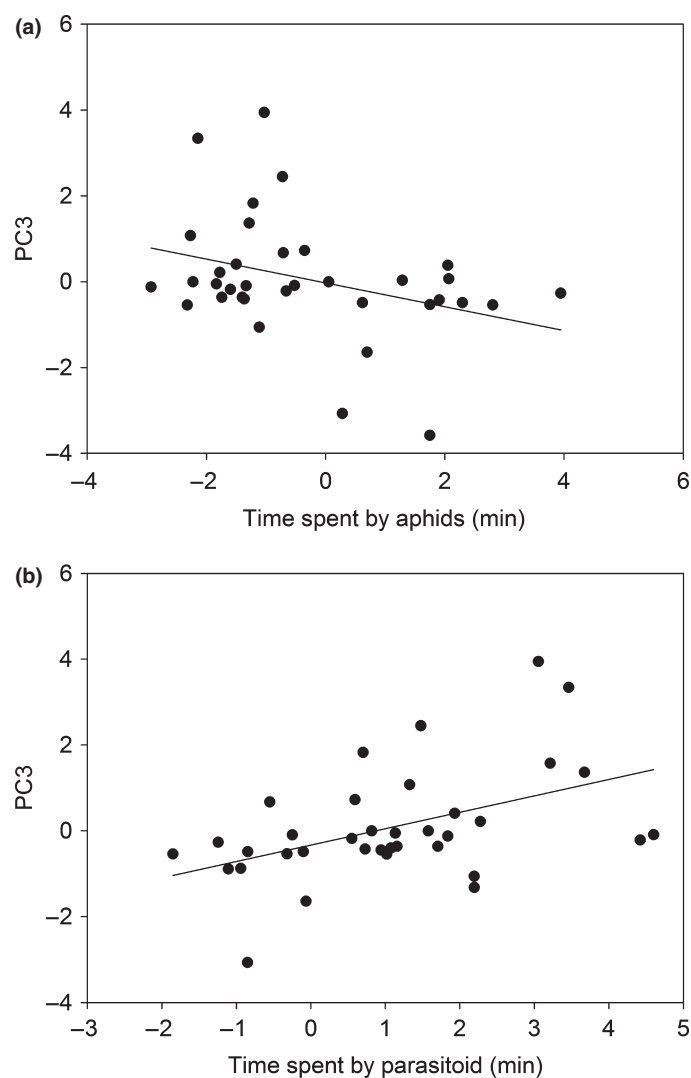 (a)
6
4
2
0
–2
–4
PC3
–4 –2 0 2 4 6
Time spent by aphids (min)
(b)
6
4
2
0
–2
–4
PC3
–3 –2 –1 0 1 2 3 4 5
Time spent by parasitoid (min)